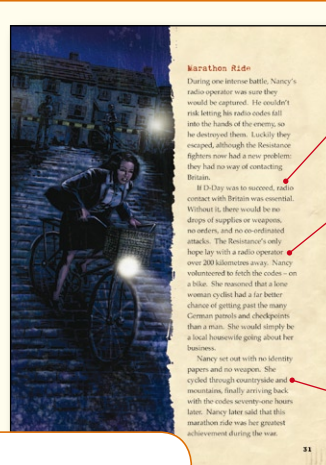 Marathon Ride
During one intense battle, Nancy's
radio operator was sure they
would be captured. He couldn't
risk letting his radio codes fall
into the hands of the enemy, so
he destroyed them. Luckily they
escaped, although the Resistance
fighters now had a new problem:
they had no way of contacting
Britain.
If D-Day was to succeed, radio
contact with Britain was essential.
Without it, there would be no
drops of supplies or weapons,
no orders, and no co-ordinated
attacks. The Resistance's only
hope lay with a radio operator
over 200 kilometres away. Nancy
volunteered to fetch the codes – on
a bike. She reasoned that a lone
woman cyclist had a far better
chance of getting past the many
German patrols and checkpoints
than a man. She would simply be
a local housewife going about her
business.
Nancy set out with no identity
papers and no weapon. She
cycled through countryside and
mountains, finally arriving back
with the codes seventy-one hours
later. Nancy later said that this
marathon ride was her greatest
achievement during the war.
31